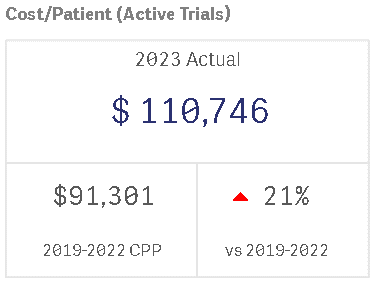 Cost/Patient (Active Trials)
2023 Actual
$ 110,746
$91,301
21%
2019-2022 CPP
vs 2019-2022